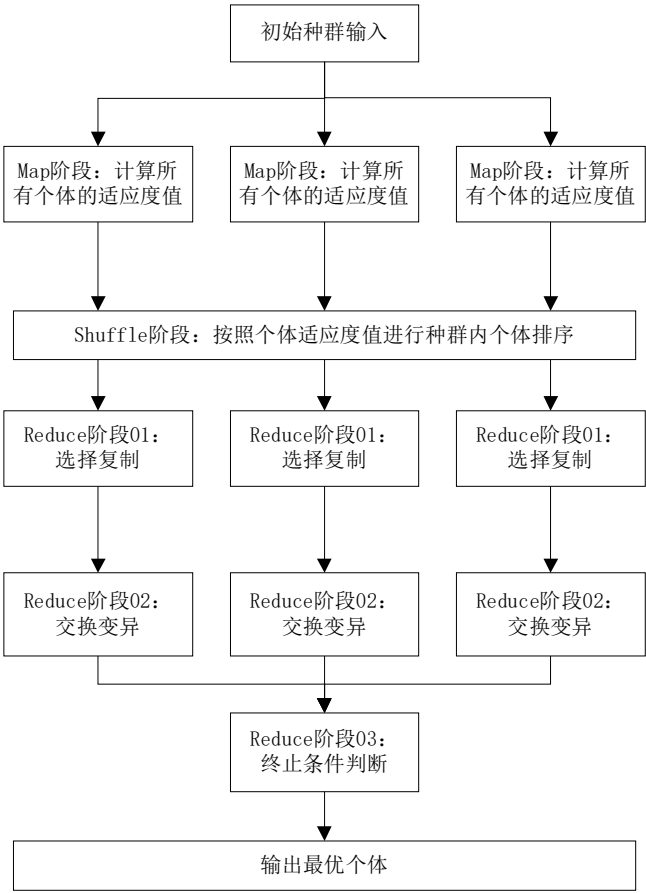 初始种群输入
Map阶段：计算所
有个体的适应度值
Map阶段：计算所
有个体的适应度值
Map阶段：计算所
有个体的适应度值
Shuffle阶段：按照个体适应度值进行种群内个体排序
Reduce阶段01：
选择复制
Reduce阶段01：
选择复制
Reduce阶段01：
选择复制
Reduce阶段02：
交换变异
Reduce阶段02：
交换变异
Reduce阶段02：
交换变异
Reduce阶段03：
终止条件判断
输出最优个体